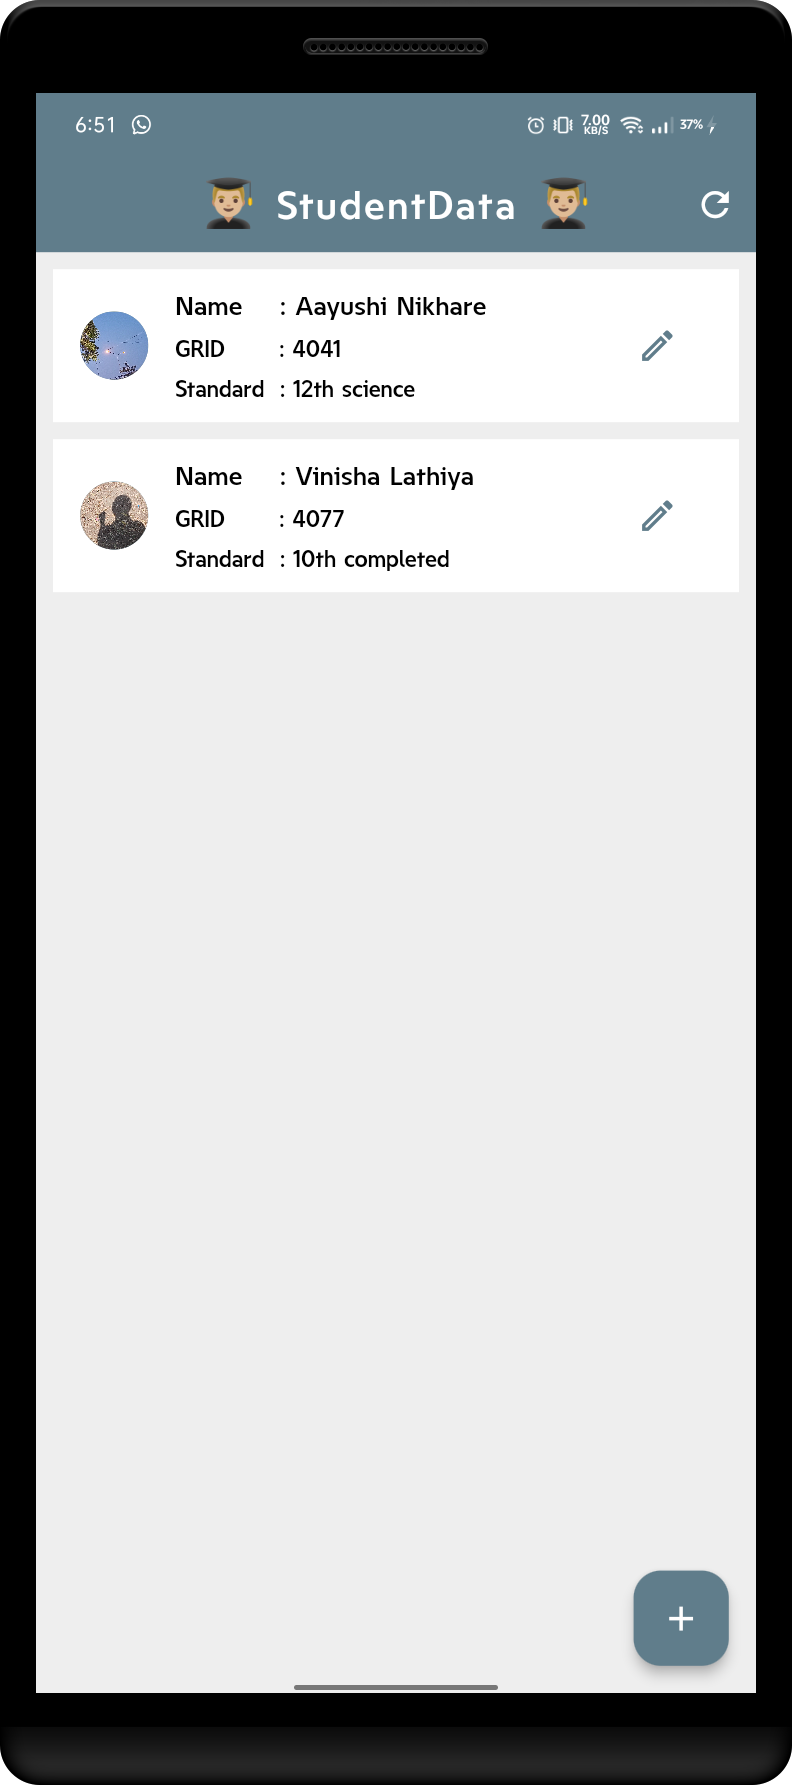 6:51 7.00 KB/S 37%
StudentData
Name : Aayushi Nikhare
GRID : 4041
Standard : 12th science
Name : Vinisha Lathiya
GRID : 4077
Standard : 10th completed
+